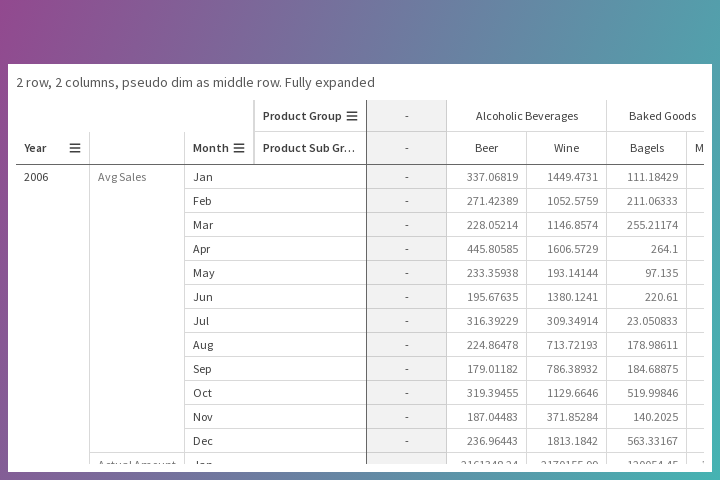 2 row, 2 columns, pseudo dim as middle row. Fully expanded
Product Group - Alcoholic Beverages Baked Goods
Year Month Product Sub Gr... - Beer Wine Bagels M
2006 Avg Sales Jan - 337.06819 1449.4731 111.18429
Feb - 271.42389 1052.5759 211.06333
Mar - 228.05214 1146.8574 255.21174
Apr - 445.80585 1606.5729 264.1
May - 233.35938 193.14144 97.135
Jun - 195.67635 1380.1241 220.61
Jul - 316.39229 309.34914 23.050833
Aug - 224.86478 713.72193 178.98611
Sep - 179.01182 786.38932 184.68875
Oct - 319.39455 1129.6646 519.99846
Nov - 187.04483 371.85284 140.2025
Dec - 236.96443 1813.1842 563.33167
Actual Amount Jan